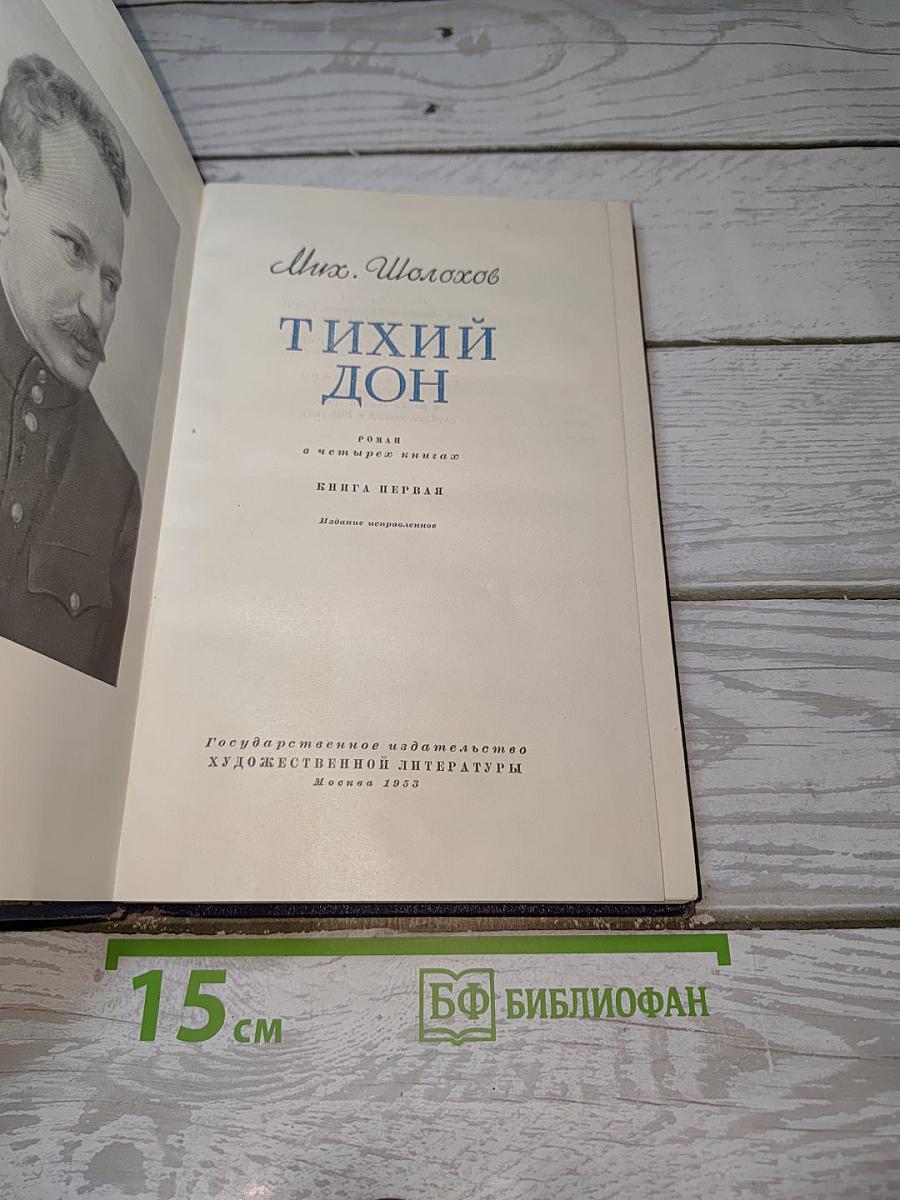 Мих. Шолохов
ТИХИЙ
ДОН
РОМАН
в четырех книгах
КНИГА ПЕРВАЯ
Издание исправленное
Государственное издательство
ХУДОЖЕСТВЕННОЙ ЛИТЕРАТУРЫ
Москва 1953
15 см
БФ БИБЛИОФАН